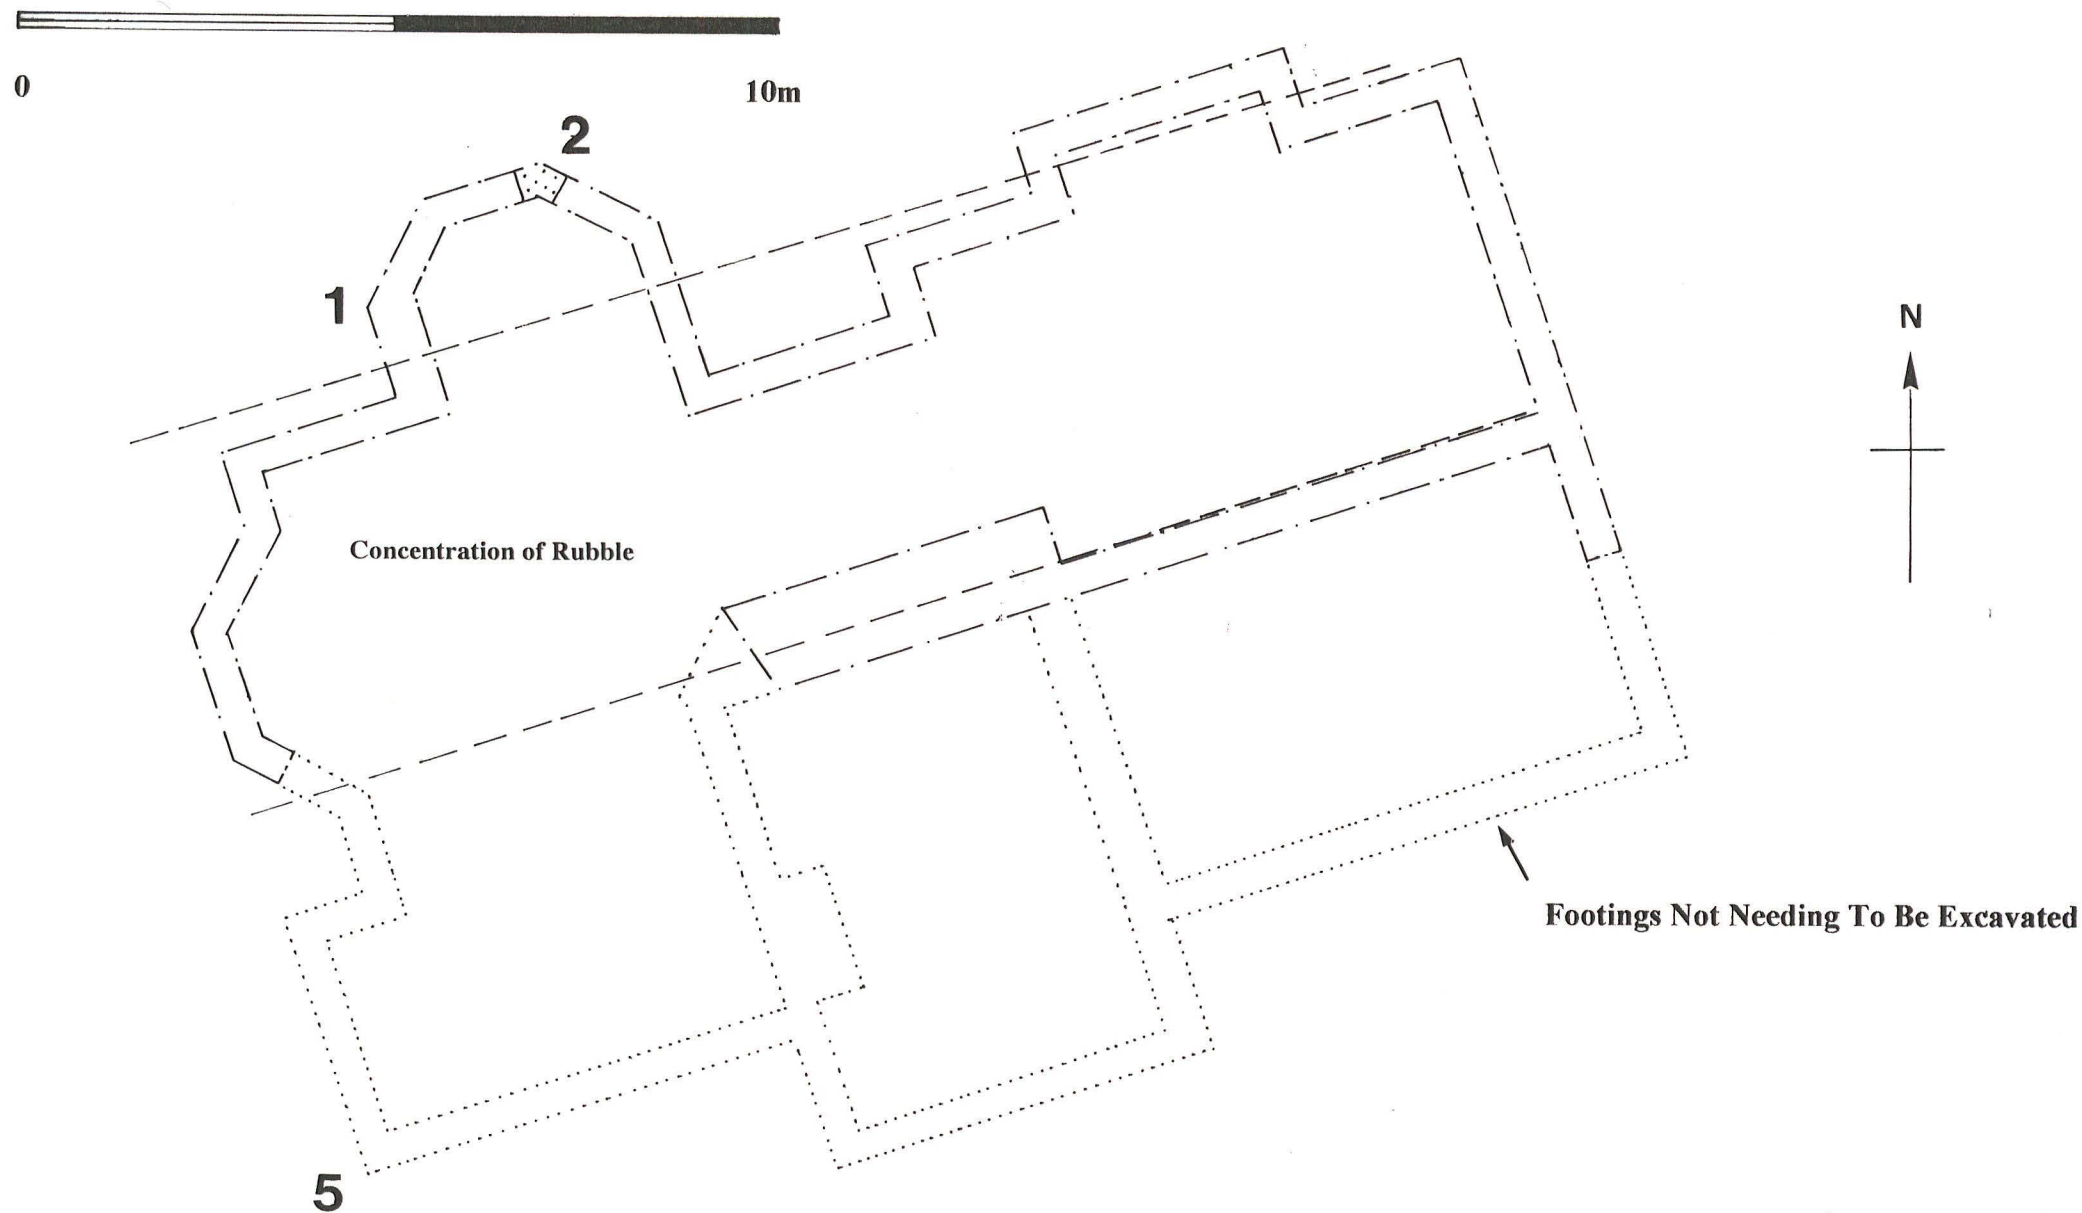 0
10m
2
1
N
Concentration of Rubble
Footings Not Needing To Be Excavated
5